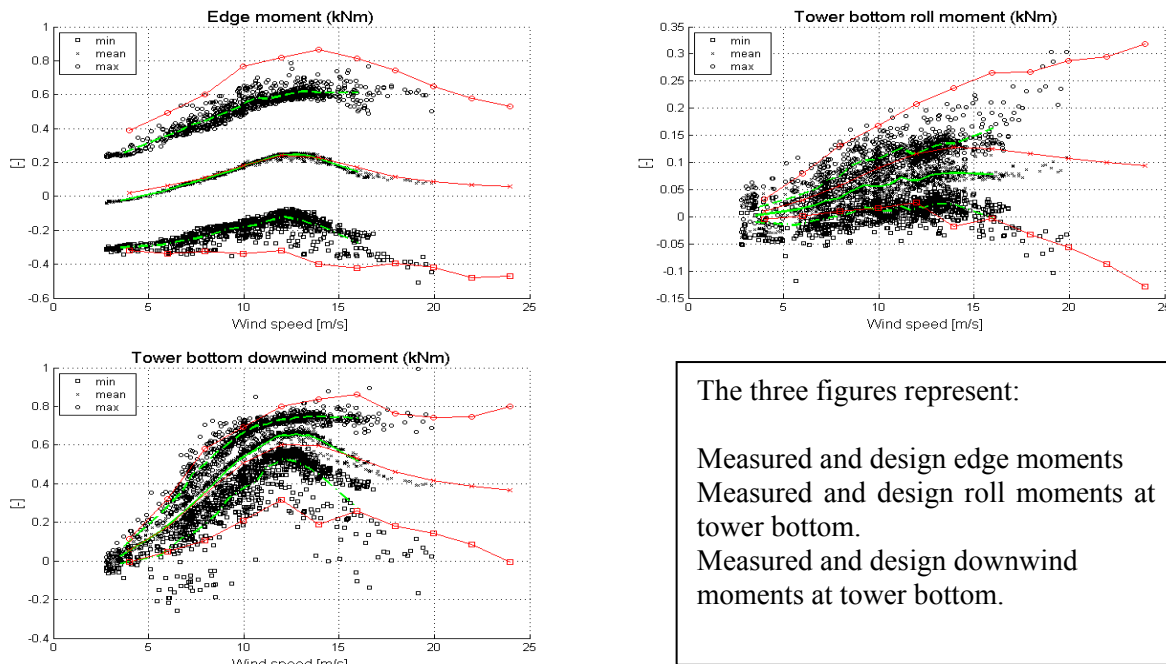 Edge moment (kNm)
1
0.8
0.6
0.4
0.2
0
-0.2
-0.4
-0.6
[-]
min
mean
max
0 5 10 15 20 25
Wind speed [m/s]
Tower bottom roll moment (kNm)
0.35
0.3
0.25
0.2
0.15
0.1
0.05
0
-0.05
-0.1
-0.15
[-]
min
mean
max
0 5 10 15 20 25
Wind speed [m/s]
Tower bottom downwind moment (kNm)
1
0.8
0.6
0.4
0.2
0
-0.2
-0.4
[-]
min
mean
max
0 5 10 15 20 25
Wind speed [m/s]
The three figures represent:
Measured and design edge moments
Measured and design roll moments at
tower bottom.
Measured and design downwind
moments at tower bottom.